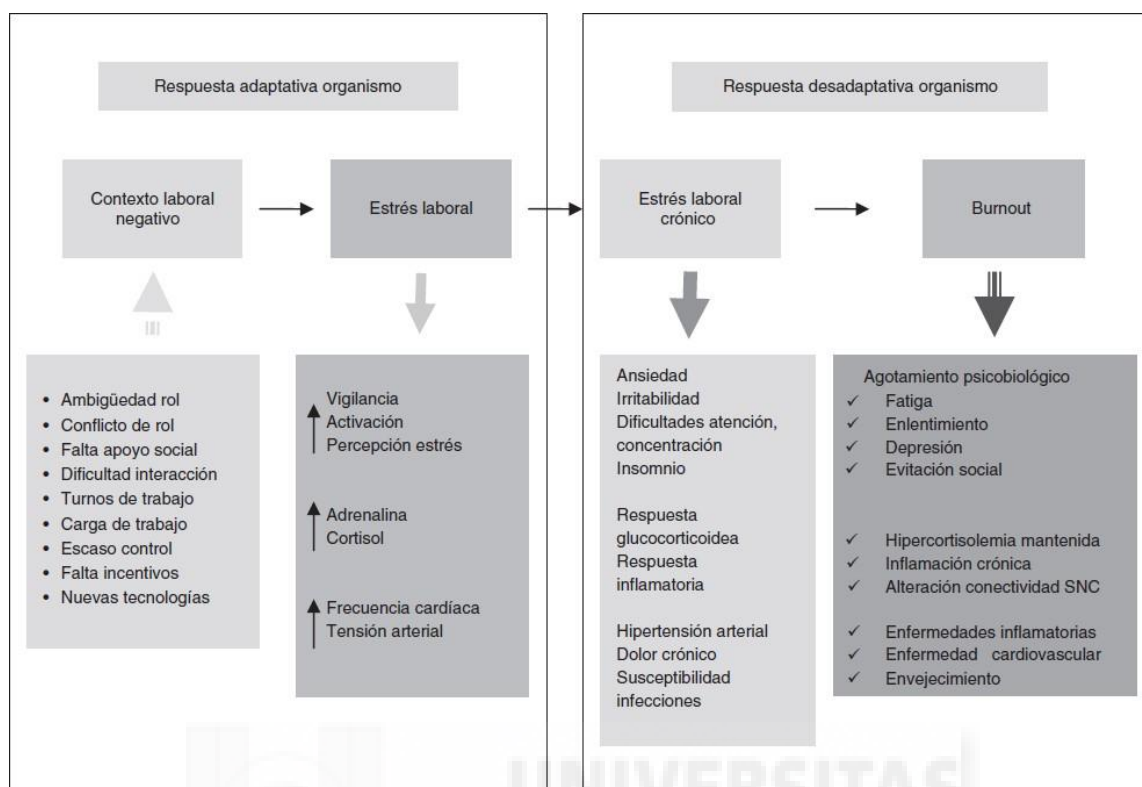 Respuesta adaptativa organismo
Contexto laboral
negativo
Estrés laboral
• Ambigüedad rol
• Conflicto de rol
• Falta apoyo social
• Dificultad interacción
• Turnos de trabajo
• Carga de trabajo
• Escaso control
• Falta incentivos
• Nuevas tecnologías
Vigilancia
Activación
Percepción estrés
Adrenalina
Cortisol
Frecuencia cardíaca
Tensión arterial
Respuesta desadaptativa organismo
Estrés laboral
crónico
Burnout
Ansiedad
Irritabilidad
Dificultades atención,
concentración
Insomnio
Respuesta
glucocorticoidea
Respuesta
inflamatoria
Hipertensión arterial
Dolor crónico
Susceptibilidad
infecciones
Agotamiento psicobiológico
✓ Fatiga
✓ Enlentimiento
✓ Depresión
✓ Evitación social
✓ Hipercortisolemia mantenida
✓ Inflamación crónica
✓ Alteración conectividad SNC
✓ Enfermedades inflamatorias
✓ Enfermedad cardiovascular
✓ Envejecimiento
UNIVERSITAS